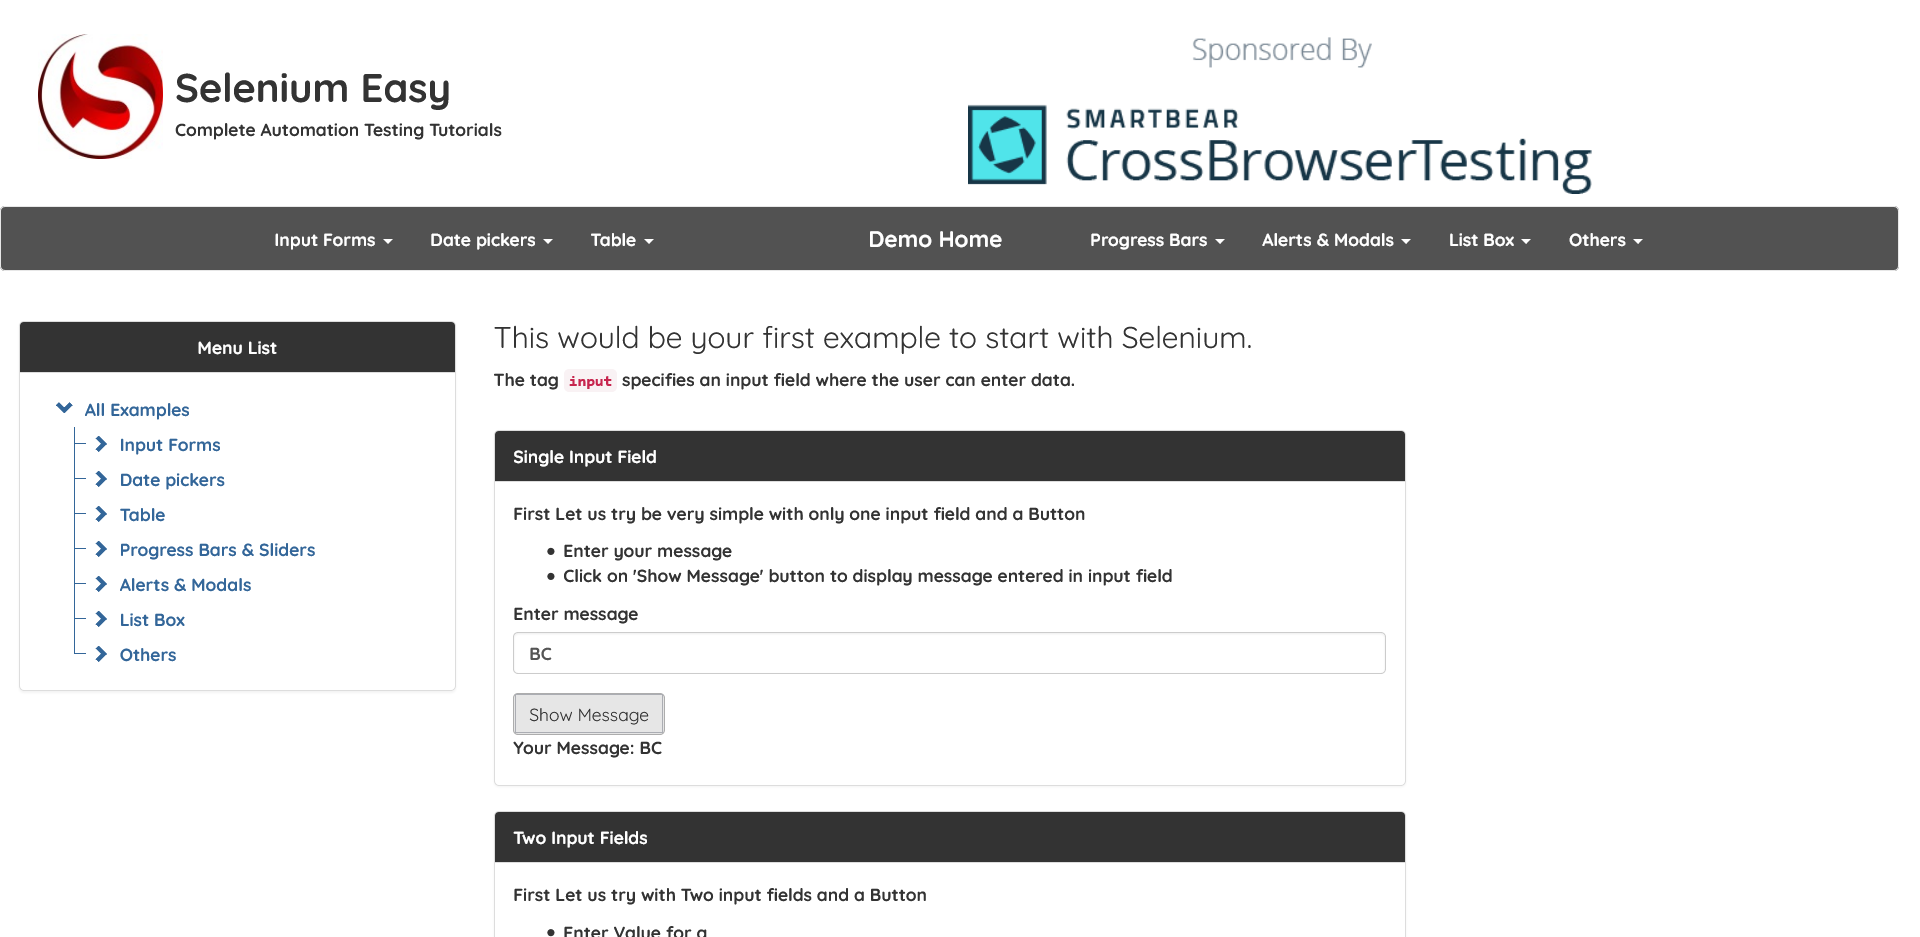 Selenium Easy
Complete Automation Testing Tutorials
Sponsored By
SMARTBEAR
CrossBrowserTesting
Input Forms Date pickers Table Demo Home Progress Bars Alerts & Modals List Box Others
Menu List
All Examples
Input Forms
Date pickers
Table
Progress Bars & Sliders
Alerts & Modals
List Box
Others
This would be your first example to start with Selenium.
The tag input specifies an input field where the user can enter data.
Single Input Field
First Let us try be very simple with only one input field and a Button
• Enter your message
• Click on 'Show Message' button to display message entered in input field
Enter message
BC
Show Message
Your Message: BC
Two Input Fields
First Let us try with Two input fields and a Button
• Enter Value for a